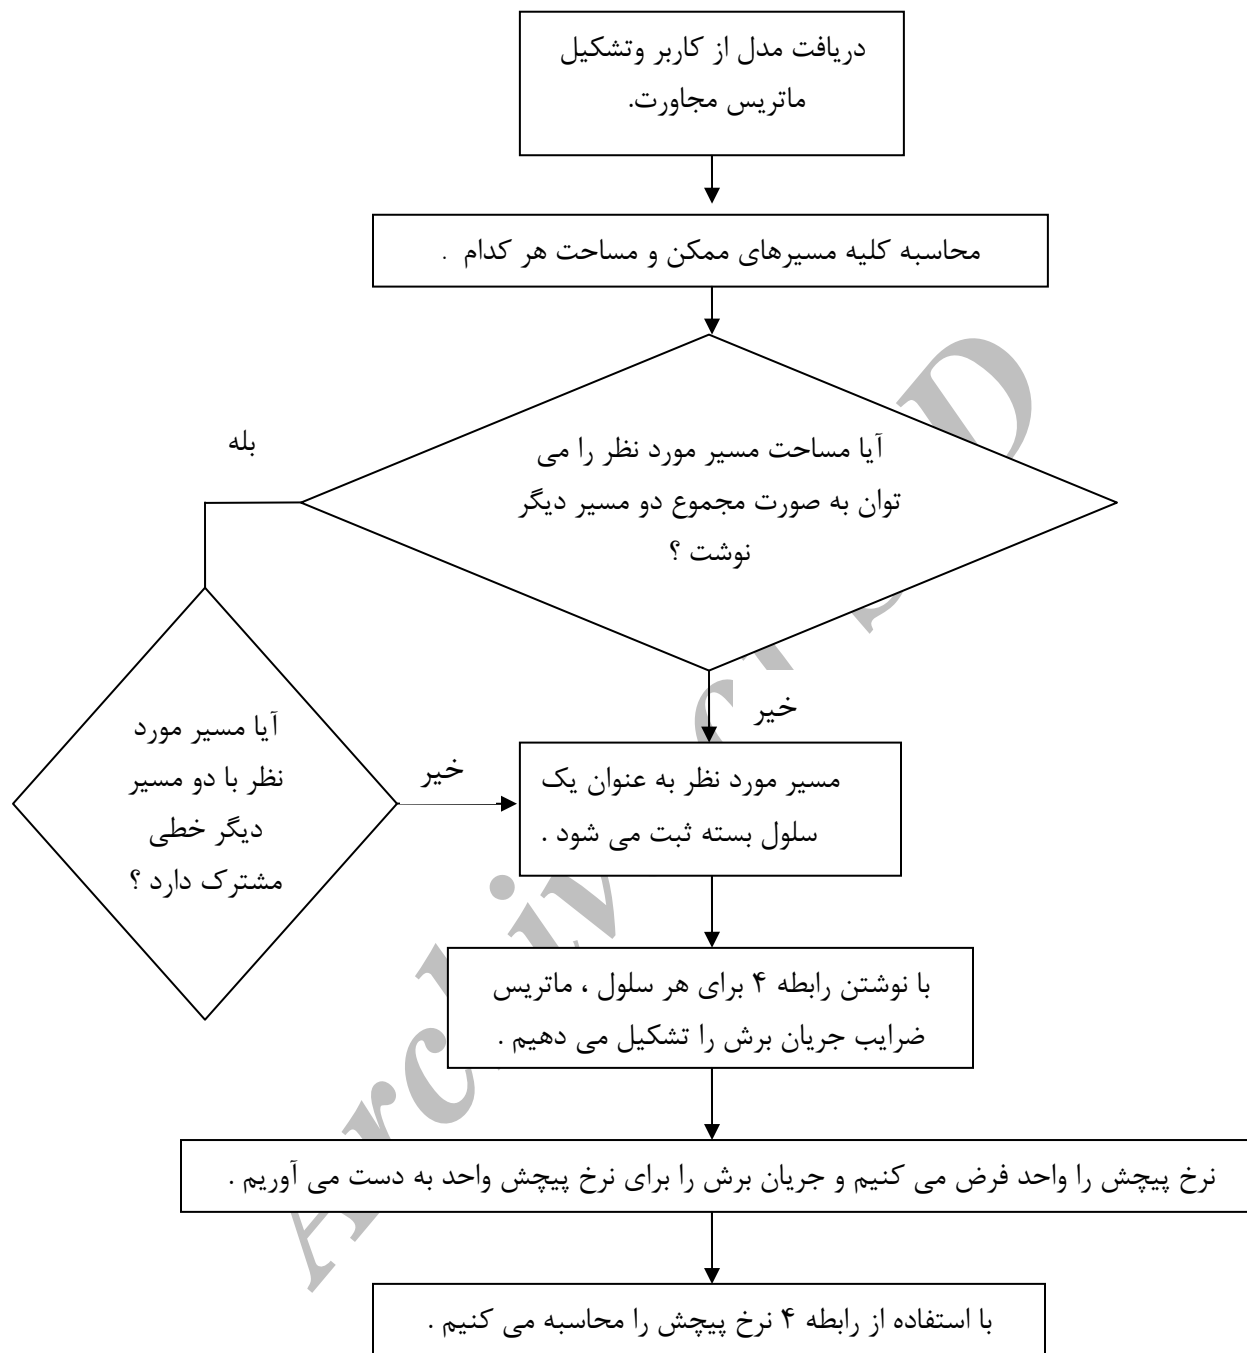 دریافت مدل از کاربر وتشکیل
ماتریس مجاورت.
محاسبه کلیه مسیرهای ممکن و مساحت هر کدام .
بله
آیا مساحت مسیر مورد نظر را می
توان به صورت مجموع دو مسیر دیگر
نوشت ؟
خیر
آیا مسیر مورد
نظر با دو مسیر
دیگر خطی
مشترک دارد ؟
خیر
مسیر مورد نظر به عنوان یک
سلول بسته ثبت می شود .
با نوشتن رابطه ۴ برای هر سلول ، ماتریس
ضرایب جریان برش را تشکیل می دهیم .
نرخ پیچش را واحد فرض می کنیم و جریان برش را برای نرخ پیچش واحد به دست می آوریم .
با استفاده از رابطه ۴ نرخ پیچش را محاسبه می کنیم .